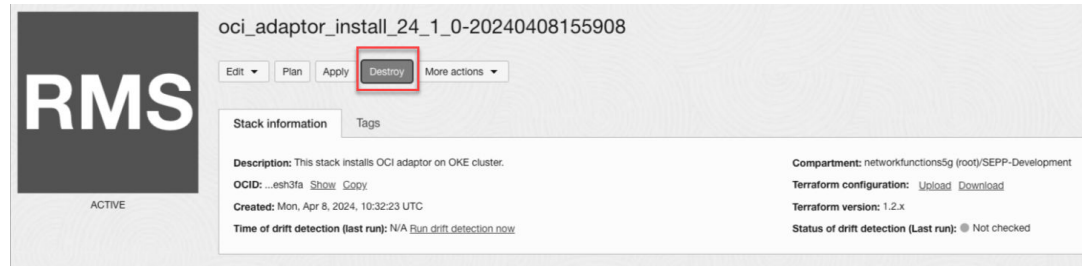 oci_adaptor_install_24_1_0-20240408155908
RMS
Edit Plan Apply Destroy More actions
Stack information Tags
Description: This stack installs OCI adaptor on OKE cluster. Compartment: networkfunctions5g (root)/SEPP-Development
OCID: ...esh3fa Show Copy Terraform configuration: Upload Download
ACTIVE Created: Mon, Apr 8, 2024, 10:32:23 UTC Terraform version: 1.2.x
Time of drift detection (last run): N/A Run drift detection now Status of drift detection (Last run): Not checked